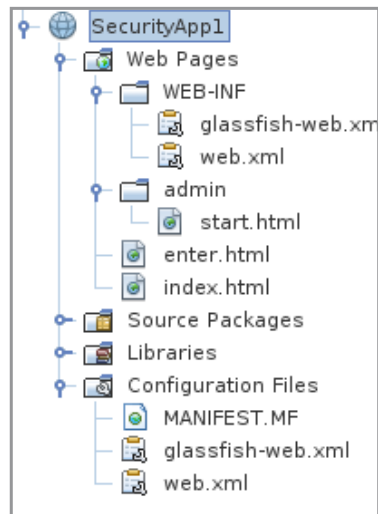 SecurityApp1
Web Pages
WEB-INF
glassfish-web.xm
web.xml
admin
start.html
enter.html
index.html
Source Packages
Libraries
Configuration Files
MANIFEST.MF
glassfish-web.xml
web.xml